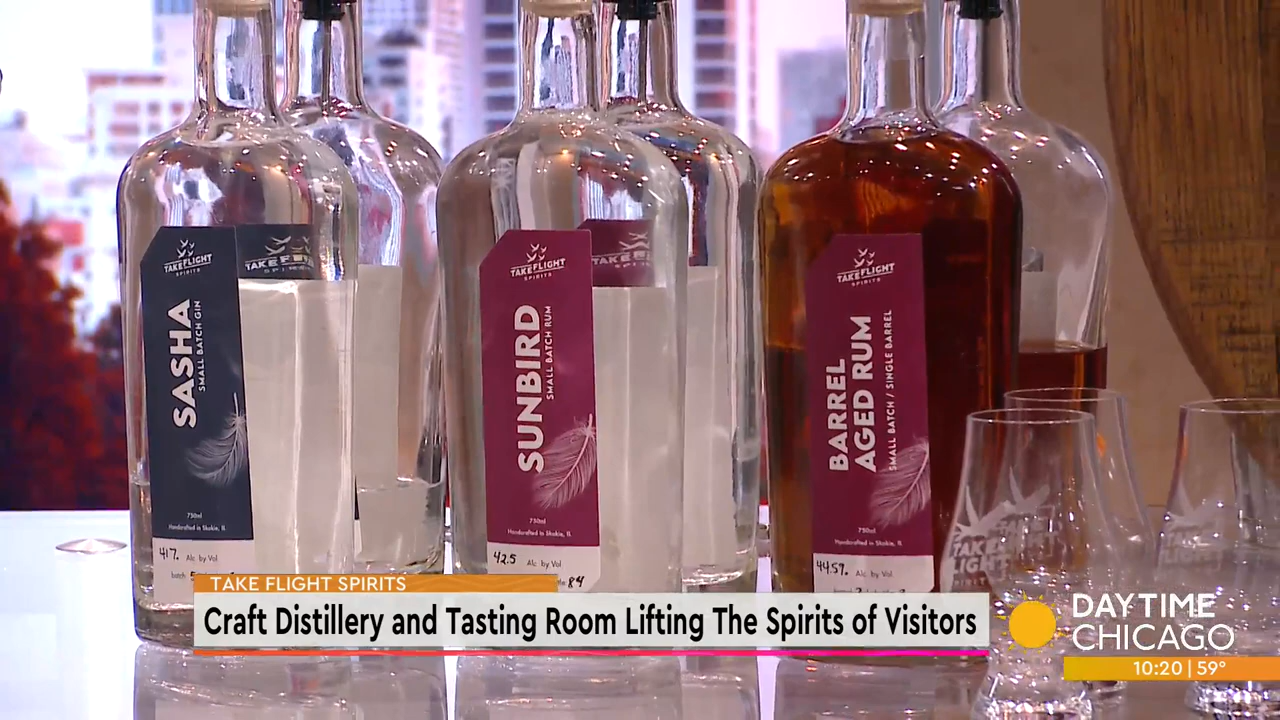 TAKE FLIGHT
SPIRITS
SASHA
SMALL BATCH GIN
750ml
Handcrafted in Skokie, IL
41%. Alc. by Vol
batch:
TAKE FLIGHT
TAKE FLIGHT
SPIRITS
SUNBIRD
SMALL BATCH RUM
750ml
Handcrafted in Skokie, IL
42.5 Alc. by Vol
84
TAKE FLIGHT
TAKE FLIGHT
SPIRITS
BARREL
AGED RUM
SMALL BATCH / SINGLE BARREL
750ml
Handcrafted in Skokie, IL
44.5%. Alc. by Vol
TAKE
FLIGHT
TAKE FLIGHT SPIRITS
Craft Distillery and Tasting Room Lifting The Spirits of Visitors
DAYTIME
CHICAGO
10:20 | 59°